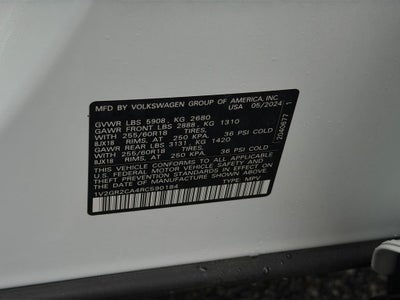 MFD BY VOLKSWAGEN GROUP OF AMERICA, INC.
USA 05/2024
GVWR LBS 5908, KG 2680
GAWR FRONT LBS 2888, KG 1310
WITH 255/60R18 TIRES,
8JX18 RIMS, AT 250 KPA. 36 PSI COLD
GAWR REAR LBS 3131, KG 1420
WITH 255/60R18 TIRES,
8JX18 RIMS, AT 250 KPA. 36 PSI COLD
THIS VEHICLE CONFORMS TO ALL APPLICABLE
U.S. FEDERAL MOTOR VEHICLE SAFETY AND
THEFT PREVENTION STANDARDS IN EFFECT ON
THE DATE OF MANUFACTURE SHOWN ABOVE.
1V2GR2CA4RC590184 TYPE: MPV
2040677 1